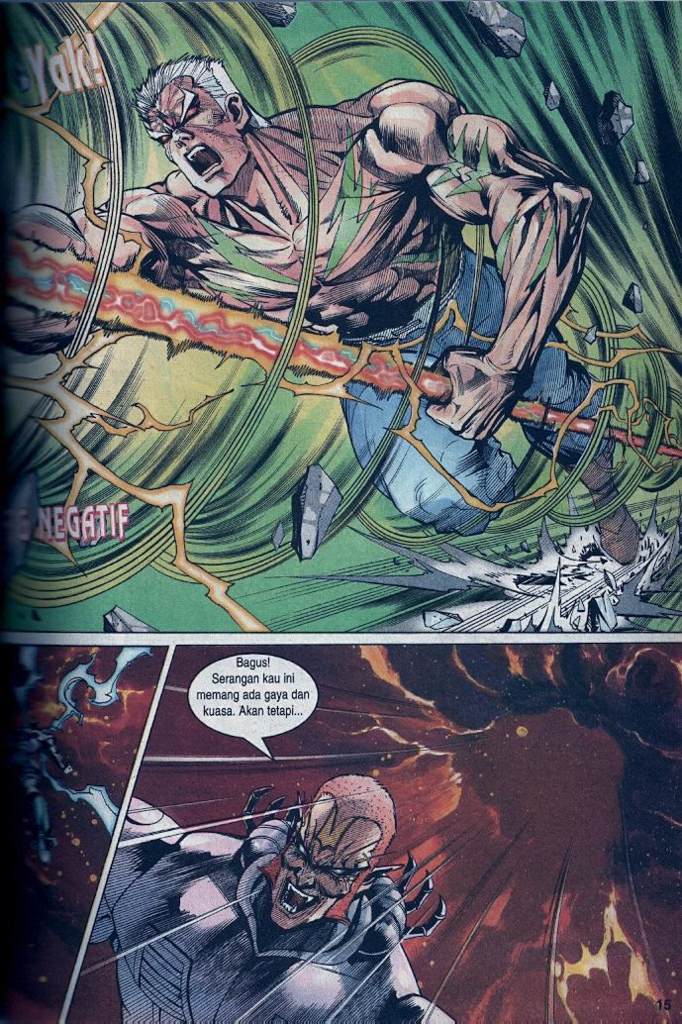 Yak!
NEGATIF
Bagus!
Serangan kau ini
memang ada gaya dan
kuasa. Akan tetapi...
15